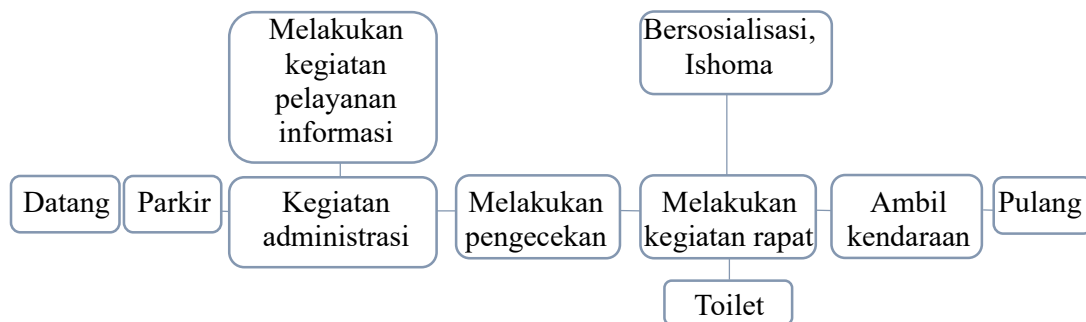 Melakukan
kegiatan
pelayanan
informasi
Bersosialisasi,
Ishoma
Datang
Parkir
Kegiatan
administrasi
Melakukan
pengecekan
Melakukan
kegiatan rapat
Ambil
kendaraan
Pulang
Toilet